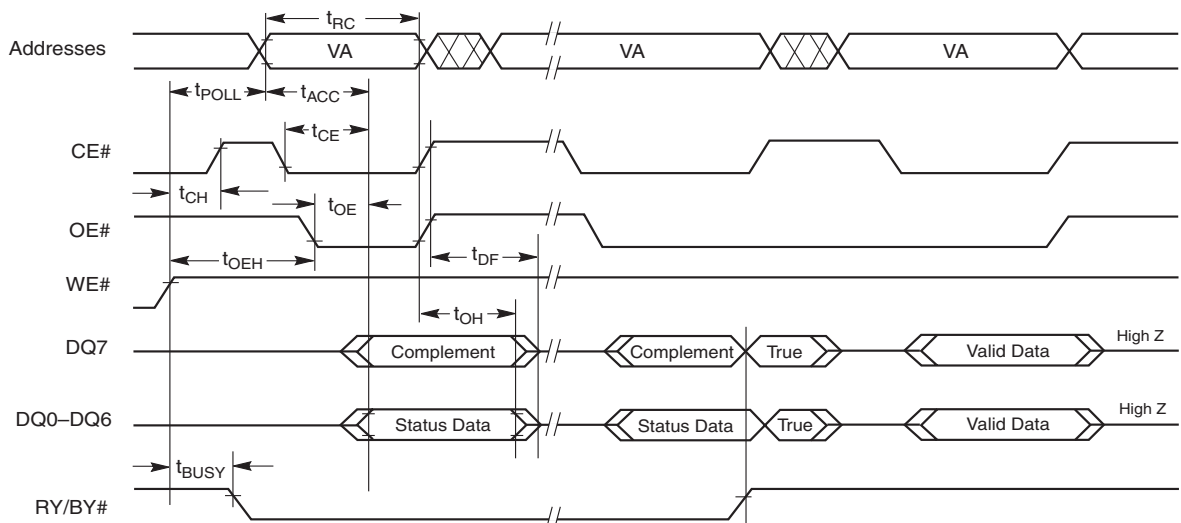 tRC
Addresses VA VA VA
tPOLL tACC
tCE
CE#
tCH tOE
OE#
tOEH tDF
WE#
tOH
DQ7 Complement Complement True Valid Data High Z
DQ0–DQ6 Status Data Status Data True Valid Data High Z
tBUSY
RY/BY#